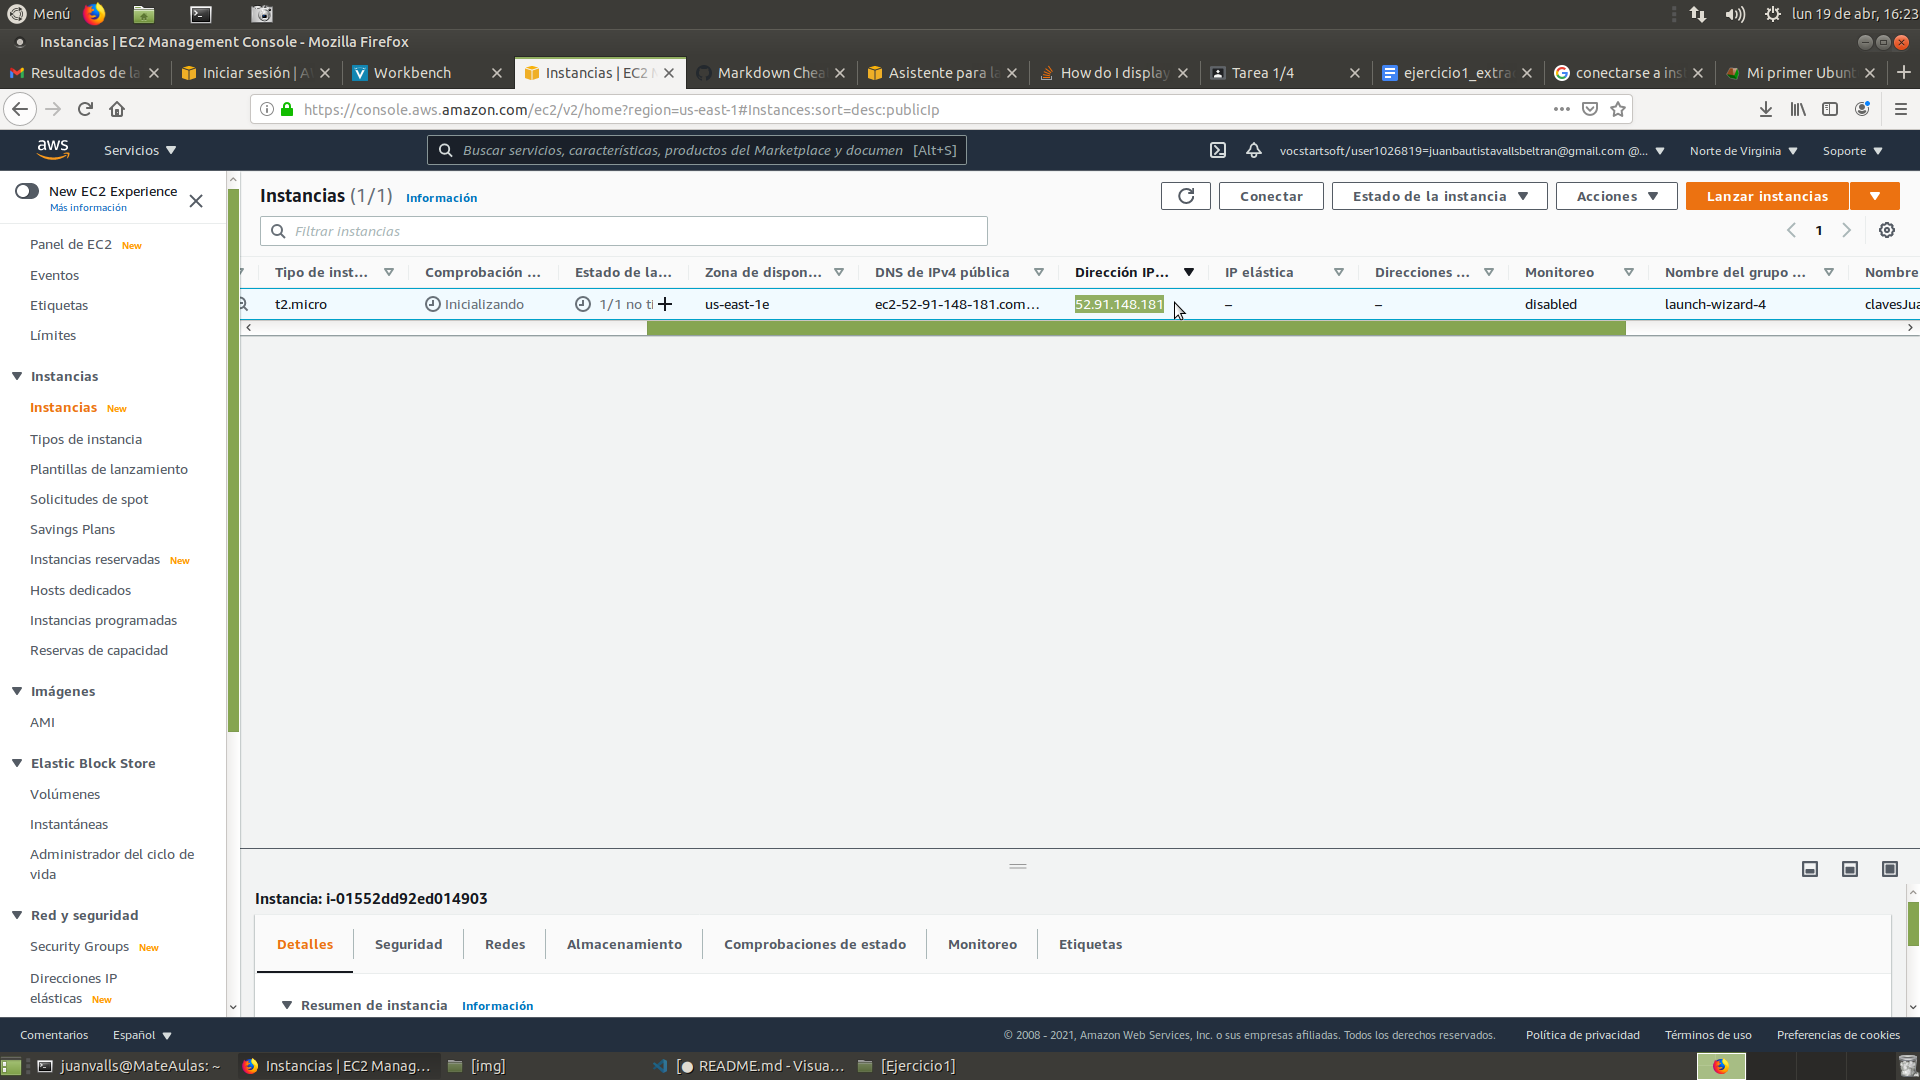 Menú
lun 19 de abr, 16:23
Instancias | EC2 Management Console - Mozilla Firefox
Resultados de la
Iniciar sesión | A
Workbench
Instancias | EC2 M
Markdown Chea
Asistente para la
How do I display
Tarea 1/4
ejercicio1_extra
conectarse a inst
Mi primer Ubunt
https://console.aws.amazon.com/ec2/v2/home?region=us-east-1#Instances:sort=desc:publicIp
aws
Servicios
Buscar servicios, características, productos del Marketplace y documen [Alt+S]
vocstartsoft/user1026819=juanbautistavallsbeltran@gmail.com @...
Norte de Virginia
Soporte
New EC2 Experience
Más información
Instancias (1/1) Información
Conectar
Estado de la instancia
Acciones
Lanzar instancias
Filtrar instancias
1
Tipo de inst...
Comprobación ...
Estado de la...
Zona de dispon...
DNS de IPv4 pública
Dirección IP...
IP elástica
Direcciones ...
Monitoreo
Nombre del grupo ...
Nombre
t2.micro
Inicializando
1/1 no ti
us-east-1e
ec2-52-91-148-181.com...
52.91.148.181
–
–
disabled
launch-wizard-4
clavesJua
Panel de EC2 New
Eventos
Etiquetas
Límites
Instancias
Instancias New
Tipos de instancia
Plantillas de lanzamiento
Solicitudes de spot
Savings Plans
Instancias reservadas New
Hosts dedicados
Instancias programadas
Reservas de capacidad
Imágenes
AMI
Elastic Block Store
Volúmenes
Instantáneas
Administrador del ciclo de
vida
Red y seguridad
Security Groups New
Direcciones IP
elásticas New
Instancia: i-01552dd92ed014903
Detalles
Seguridad
Redes
Almacenamiento
Comprobaciones de estado
Monitoreo
Etiquetas
Resumen de instancia Información
Comentarios
Español
© 2008 - 2021, Amazon Web Services, Inc. o sus empresas afiliadas. Todos los derechos reservados.
Política de privacidad
Términos de uso
Preferencias de cookies
juanvalls@MateAulas: ~
Instancias | EC2 Manag...
[img]
[● README.md - Visua...
[Ejercicio1]